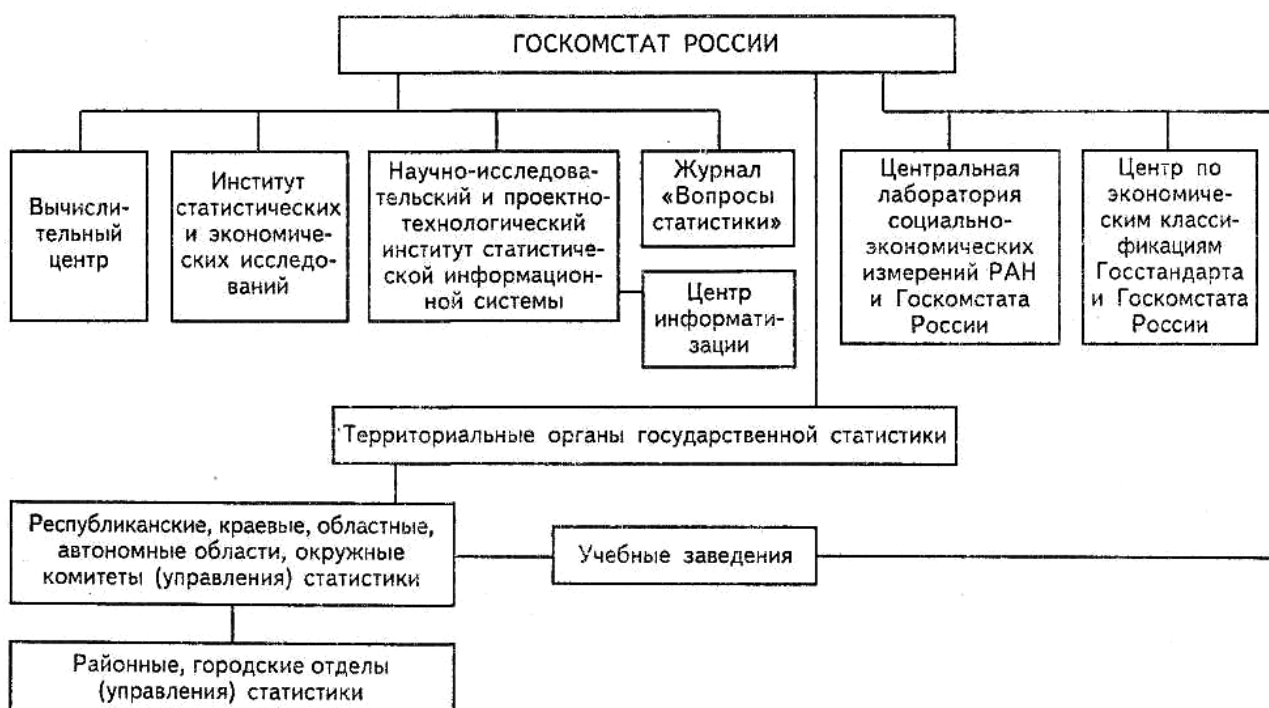 ГОСКОМСТАТ РОССИИ
Вычисли-
тельный
центр
Институт
статистических
и экономиче-
ских исследо-
ваний
Научно-исследова-
тельский и проектно-
технологический
институт статистиче-
ской информацион-
ной системы
Журнал
«Вопросы
статистики»
Центр
информати-
зации
Центральная
лаборатория
социально-
экономических
измерений РАН
и Госкомстата
России
Центр по
экономиче-
ским класси-
фикациям
Госстандарта
и Госкомстата
России
Территориальные органы государственной статистики
Республиканские, краевые, областные,
автономные области, окружные
комитеты (управления) статистики
Учебные заведения
Районные, городские отделы
(управления) статистики